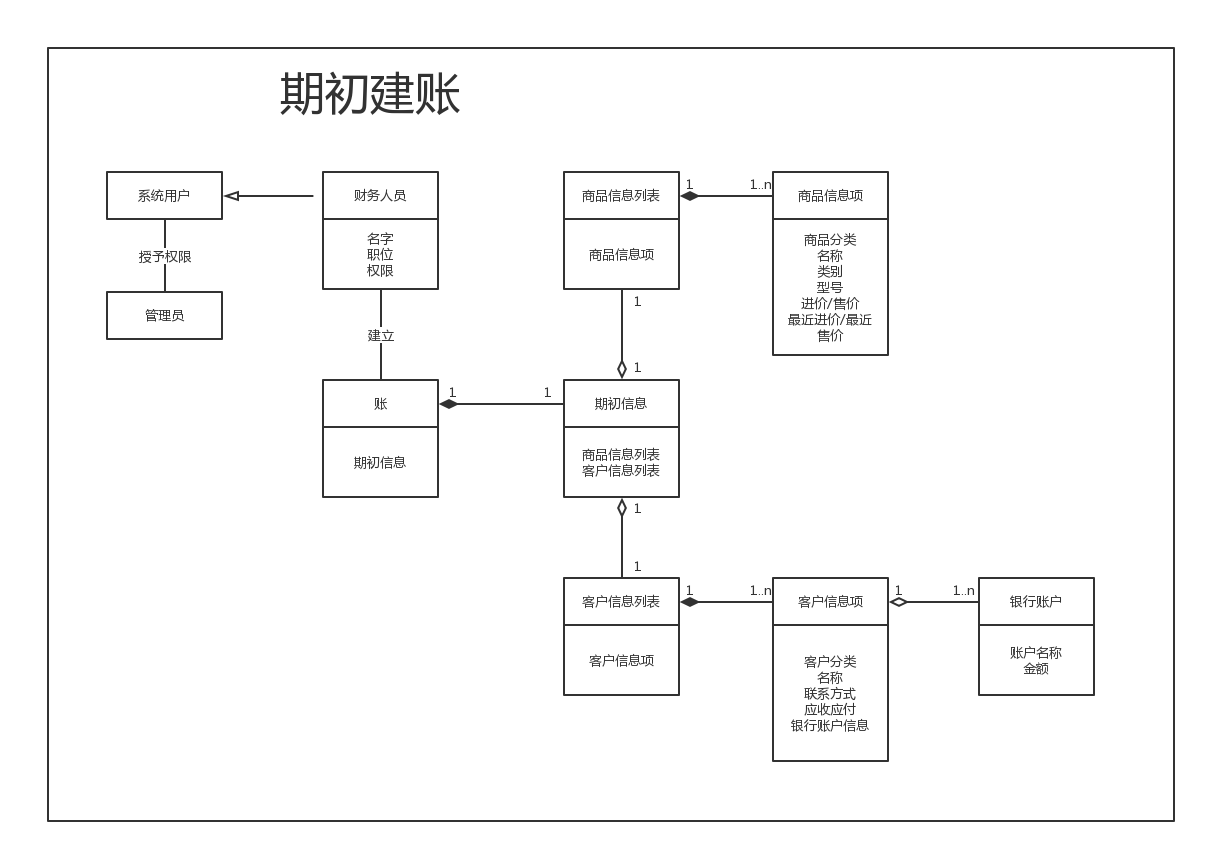 期初建账
系统用户
授予权限
管理员
财务人员
名字
职位
权限
建立
账
期初信息
1
1
商品信息列表
商品信息项
1
1..n
商品信息项
商品分类
名称
类别
型号
进价/售价
最近进价/最近
售价
1
1
期初信息
商品信息列表
客户信息列表
1
1
客户信息列表
客户信息项
1
1..n
客户信息项
客户分类
名称
联系方式
应收应付
银行账户信息
1
1..n
银行账户
账户名称
金额